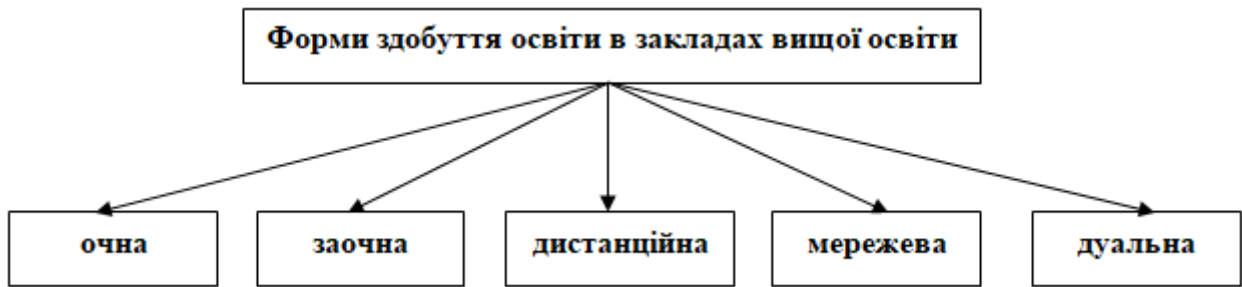 Форми здобуття освіти в закладах вищої освіти
очна
заочна
дистанційна
мережева
дуальна